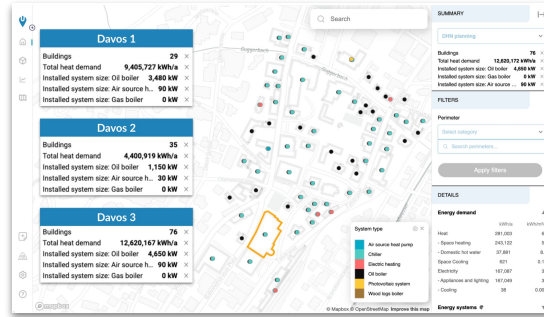 Davos 1
Buildings 29 ×
Total heat demand 9,405,727 kWh/a ×
Installed system size: Oil boiler 3,480 kW ×
Installed system size: Air source h... 90 kW ×
Installed system size: Gas boiler 0 kW ×
Davos 2
Buildings 35 ×
Total heat demand 4,400,919 kWh/a ×
Installed system size: Oil boiler 1,150 kW ×
Installed system size: Air source h... 30 kW ×
Installed system size: Gas boiler 0 kW ×
Davos 3
Buildings 76 ×
Total heat demand 12,620,167 kWh/a ×
Installed system size: Oil boiler 4,650 kW ×
Installed system size: Air source h... 90 kW ×
Installed system size: Gas boiler 0 kW ×
Search
Guggerbach
Guggerbach
System type
Air source heat pump
Chiller
Electric heating
Oil boiler
Photovoltaic system
Wood logs boiler
mapbox
© Mapbox © OpenStreetMap Improve this map
SUMMARY
DHN planning
Buildings 76 ×
Total heat demand 12,620,172 kWh/a ×
Installed system size: Oil boiler 4,650 kW ×
Installed system size: Gas boiler 0 kW ×
Installed system size: Air source ... 90 kW ×
FILTERS
Perimeter
Select category
Search perimeters...
Apply filters
DETAILS
Energy demand
kWh/a kWh/m
Heat 281,003
- Space heating 243,122
- Domestic hot water 37,881
Space Cooling 621
Electricity 167,087
- Appliances and lighting 167,049
- Cooling 38
Energy systems